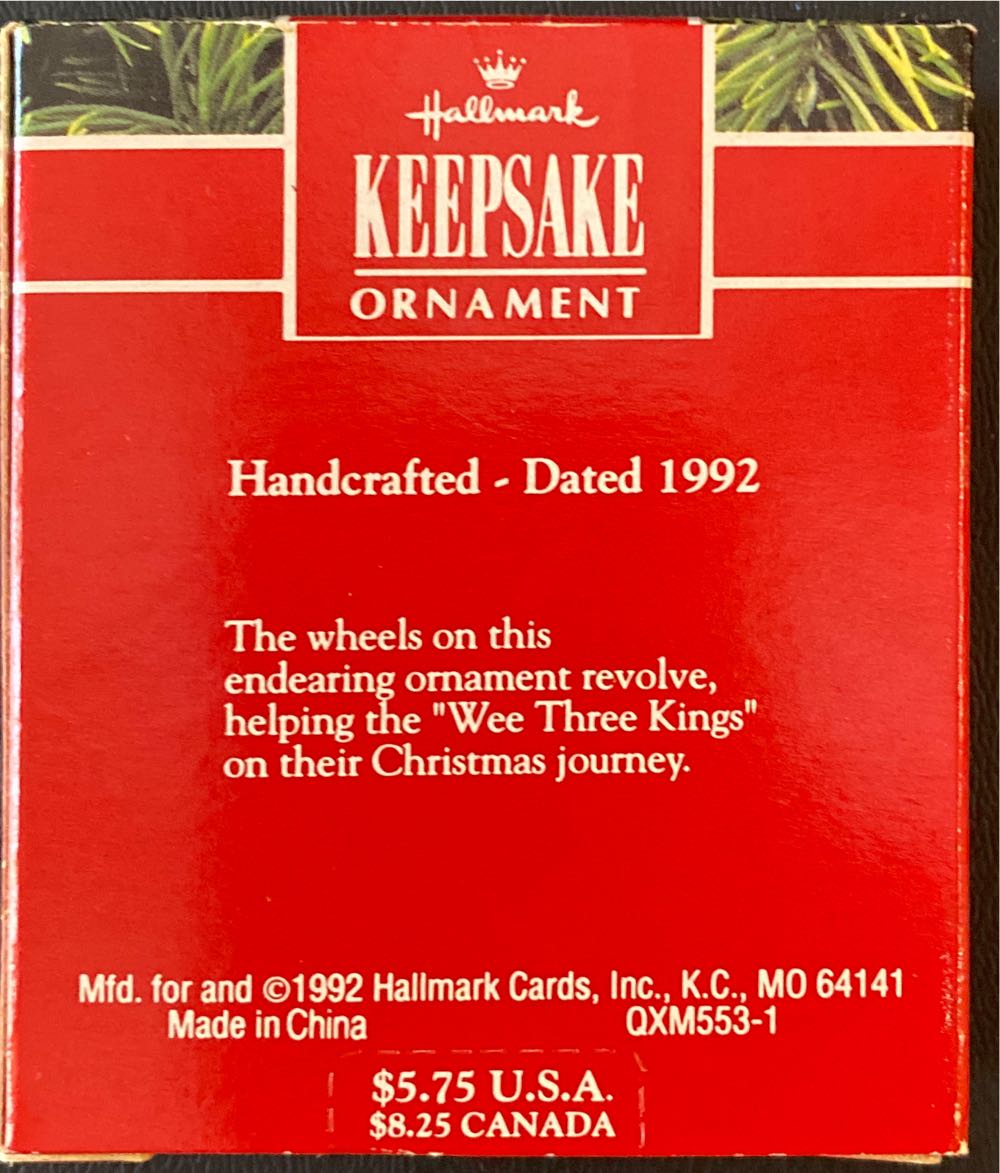 Hallmark
KEEPSAKE
ORNAMENT
Handcrafted - Dated 1992
The wheels on this
endearing ornament revolve,
helping the "Wee Three Kings"
on their Christmas journey.
Mfd. for and ©1992 Hallmark Cards, Inc., K.C., MO 64141
Made in China QXM553-1
$5.75 U.S.A.
$8.25 CANADA